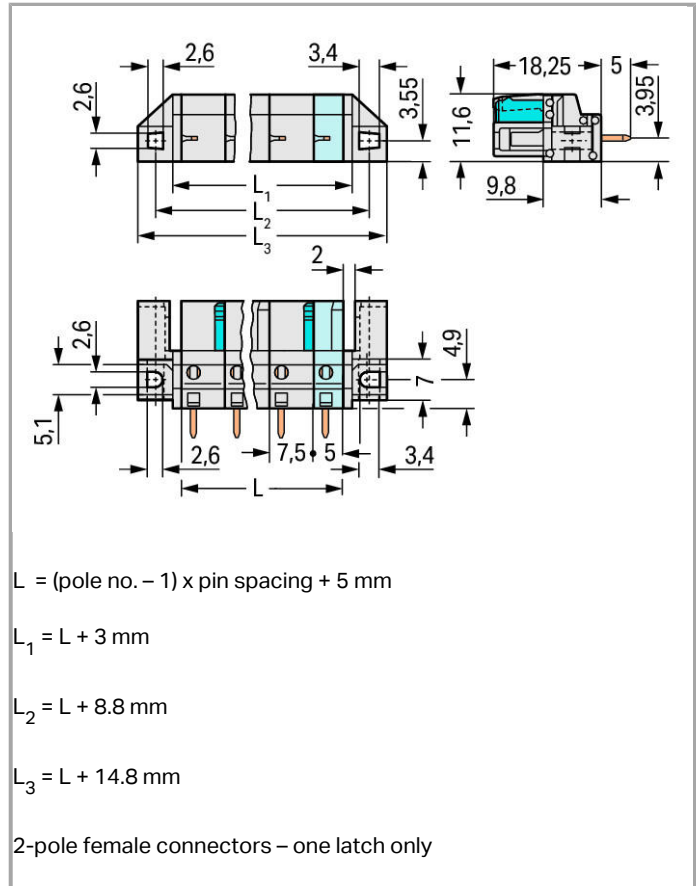 2,6
3,4
18,25
5
2,6
3,55
11,6
3,95
9,8
L1
L2
L3
2
2,6
4,9
7
5,1
2,6
7,5
5
3,4
L
L = (pole no. – 1) x pin spacing + 5 mm
L1 = L + 3 mm
L2 = L + 8.8 mm
L3 = L + 14.8 mm
2-pole female connectors – one latch only